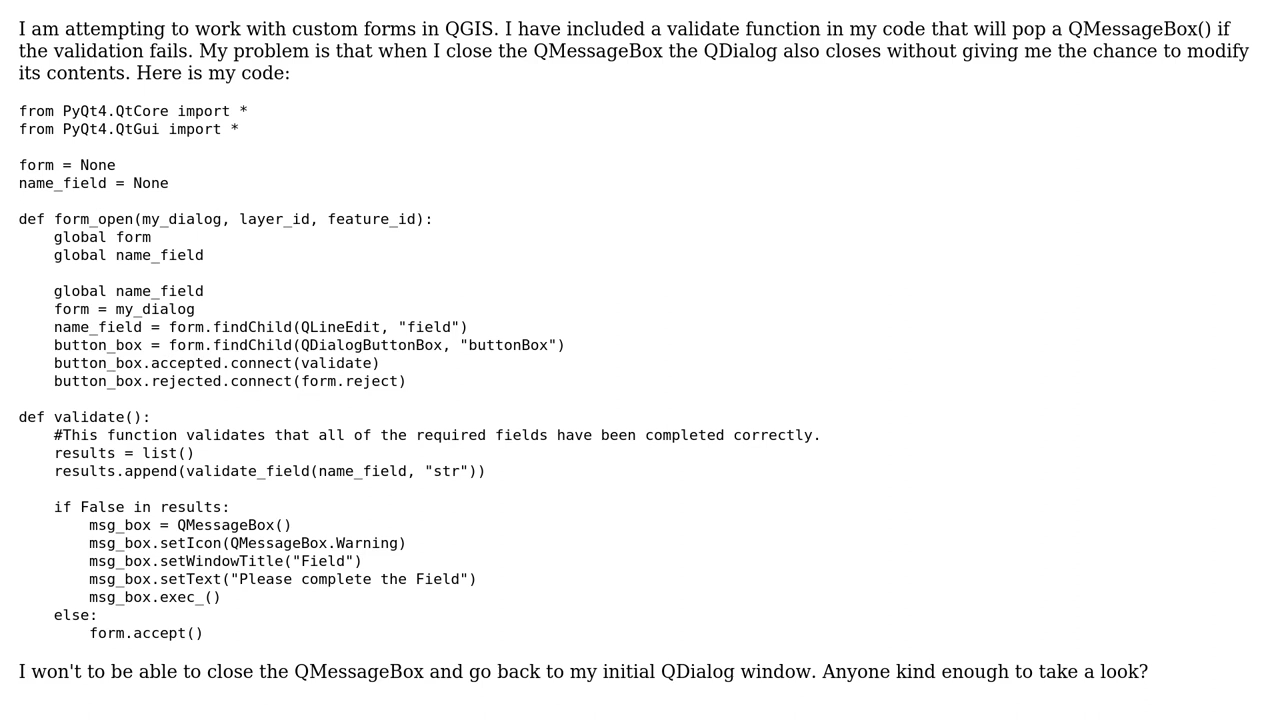 I am attempting to work with custom forms in QGIS. I have included a validate function in my code that will pop a QMessageBox() if
the validation fails. My problem is that when I close the QMessageBox the QDialog also closes without giving me the chance to modify
its contents. Here is my code:

from PyQt4.QtCore import *
from PyQt4.QtGui import *

form = None
name_field = None

def form_open(my_dialog, layer_id, feature_id):
    global form
    global name_field

    global name_field
    form = my_dialog
    name_field = form.findChild(QLineEdit, "field")
    button_box = form.findChild(QDialogButtonBox, "buttonBox")
    button_box.accepted.connect(validate)
    button_box.rejected.connect(form.reject)

def validate():
    #This function validates that all of the required fields have been completed correctly.
    results = list()
    results.append(validate_field(name_field, "str"))

    if False in results:
        msg_box = QMessageBox()
        msg_box.setIcon(QMessageBox.Warning)
        msg_box.setWindowTitle("Field")
        msg_box.setText("Please complete the Field")
        msg_box.exec_()
    else:
        form.accept()

I won't to be able to close the QMessageBox and go back to my initial QDialog window. Anyone kind enough to take a look?